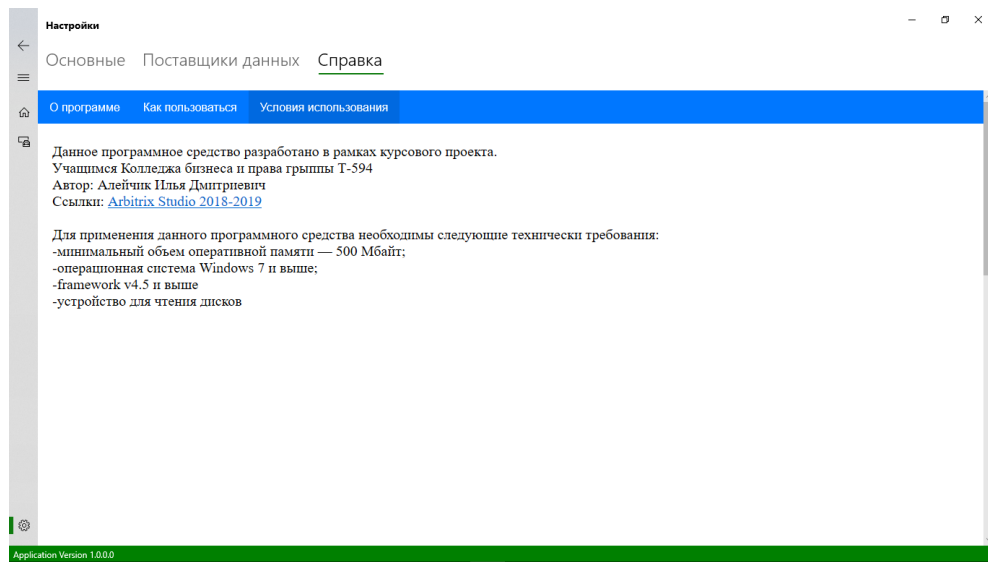 Настройки
Основные Поставщики данных Справка
О программе Как пользоваться Условия использования
Данное программное средство разработано в рамках курсового проекта.
Учащимся Колледжа бизнеса и права грыппы Т-594
Автор: Алейчик Илья Дмитриевич
Ссылки: Arbitrix Studio 2018-2019
Для применения данного программного средства необходимы следующие технически требования:
-минимальный объем оперативной памяти — 500 Мбайт;
-операционная система Windows 7 и выше;
-framework v4.5 и выше
-устройство для чтения дисков
Application Version 1.0.0.0